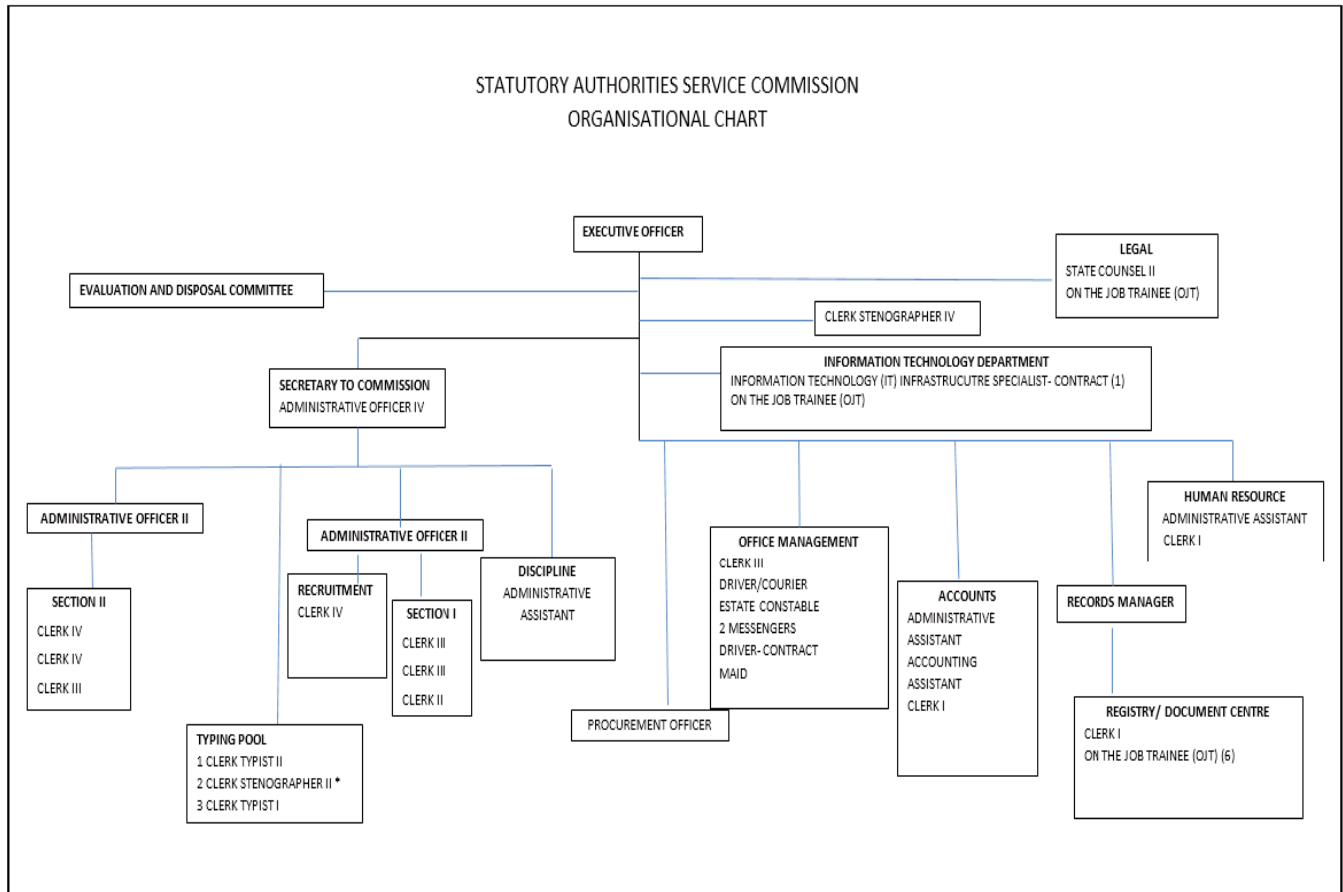 STATUTORY AUTHORITIES SERVICE COMMISSION
ORGANISATIONAL CHART
EXECUTIVE OFFICER
LEGAL
STATE COUNSEL II
ON THE JOB TRAINEE (OJT)
EVALUATION AND DISPOSAL COMMITTEE
CLERK STENOGRAPHER IV
INFORMATION TECHNOLOGY DEPARTMENT
INFORMATION TECHNOLOGY (IT) INFRASTRUCUTRE SPECIALIST- CONTRACT (1)
ON THE JOB TRAINEE (OJT)
SECRETARY TO COMMISSION
ADMINISTRATIVE OFFICER IV
ADMINISTRATIVE OFFICER II
SECTION II
CLERK IV
CLERK IV
CLERK III
TYPING POOL
1 CLERK TYPIST II
2 CLERK STENOGRAPHER II *
3 CLERK TYPIST I
ADMINISTRATIVE OFFICER II
RECRUITMENT
CLERK IV
SECTION I
CLERK III
CLERK III
CLERK II
DISCIPLINE
ADMINISTRATIVE
ASSISTANT
PROCUREMENT OFFICER
OFFICE MANAGEMENT
CLERK III
DRIVER/COURIER
ESTATE CONSTABLE
2 MESSENGERS
DRIVER- CONTRACT
MAID
ACCOUNTS
ADMINISTRATIVE
ASSISTANT
ACCOUNTING
ASSISTANT
CLERK I
RECORDS MANAGER
REGISTRY/ DOCUMENT CENTRE
CLERK I
ON THE JOB TRAINEE (OJT) (6)
HUMAN RESOURCE
ADMINISTRATIVE ASSISTANT
CLERK I